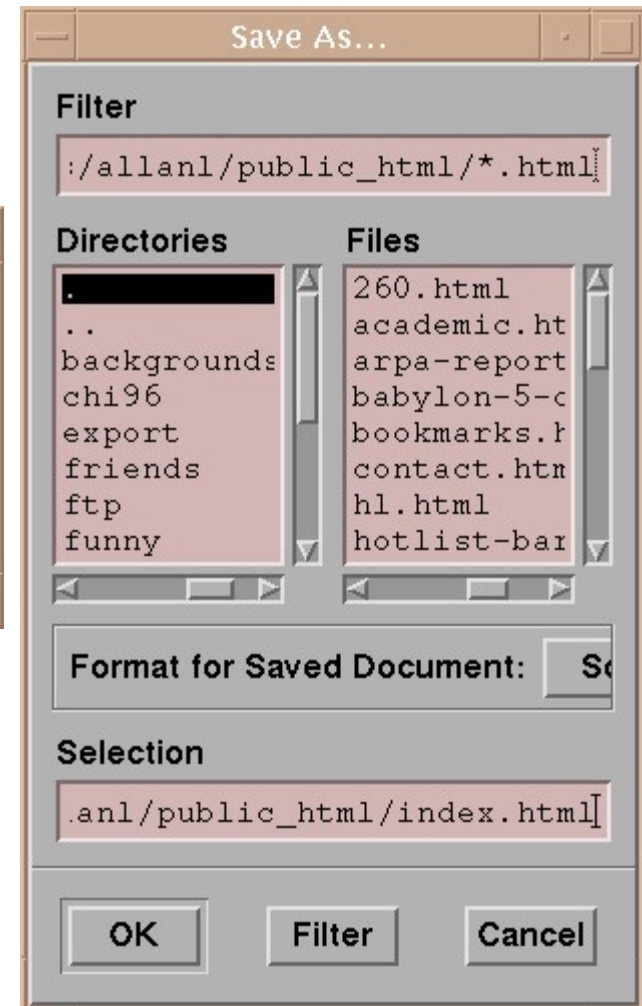 Save As...
Filter
:/allanl/public_html/*.html
Directories
.
..
backgrounds
chi96
export
friends
ftp
funny
Files
260.html
academic.ht
arpa-report
babylon-5-c
bookmarks.h
contact.htm
hl.html
hotlist-bar
Format for Saved Document: So
Selection
.anl/public_html/index.html
OK Filter Cancel